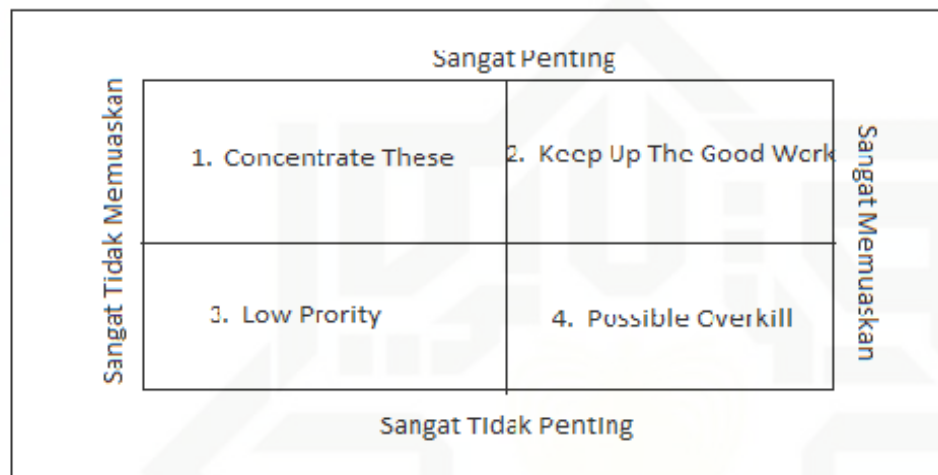 Sangat Penting
Sangat Tidak Memuaskan
1. Concentrate These
2. Keep Up The Good Work
Sangat Memuaskan
3. Low Prority
4. Possible Overkill
Sangat Tidak Penting